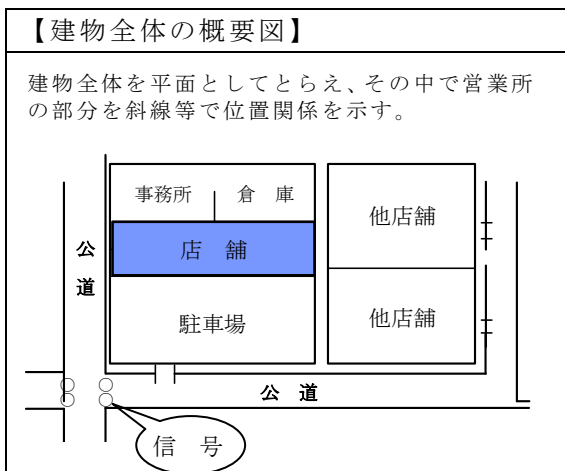 【建物全体の概要図】
建物全体を平面としてとらえ、その中で営業所
の部分を斜線等で位置関係を示す。
事務所 倉 庫
店 舗
駐車場
他店舗
他店舗
公道
公 道
信 号